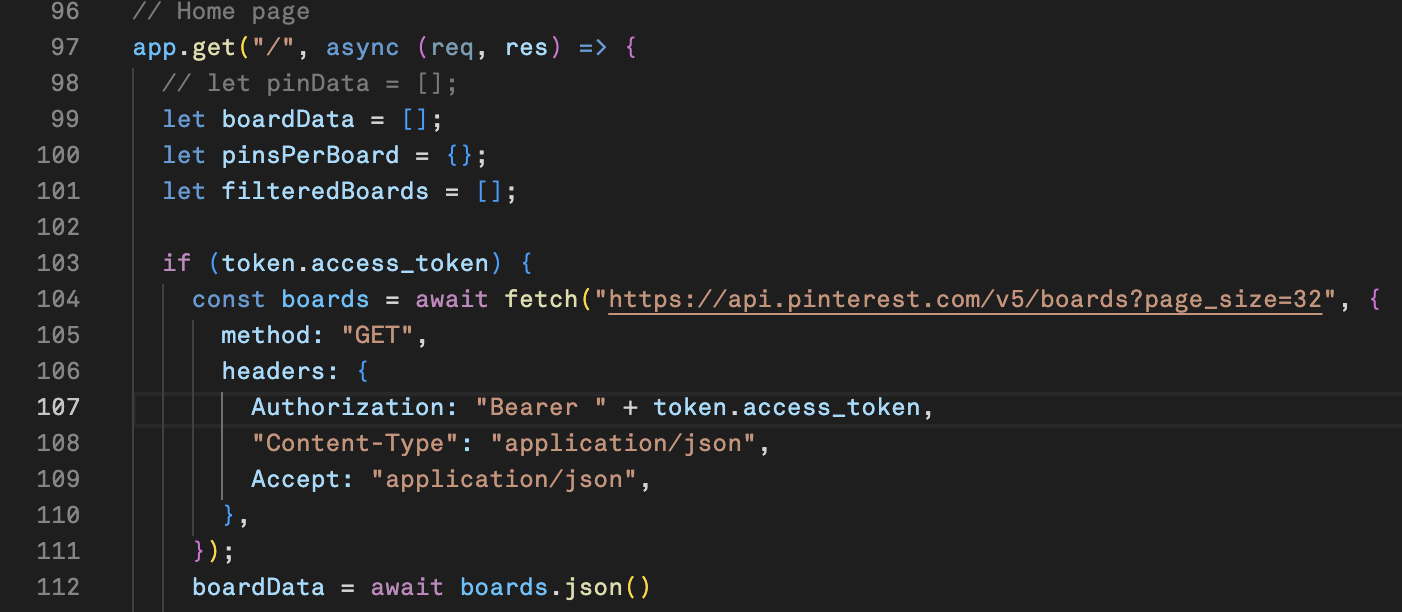 96 // Home page
97 app.get("/", async (req, res) => {
98 // let pinData = [];
99 let boardData = [];
100 let pinsPerBoard = {};
101 let filteredBoards = [];
102
103 if (token.access_token) {
104 const boards = await fetch("https://api.pinterest.com/v5/boards?page_size=32", {
105 method: "GET",
106 headers: {
107 Authorization: "Bearer " + token.access_token,
108 "Content-Type": "application/json",
109 Accept: "application/json",
110 },
111 });
112 boardData = await boards.json()